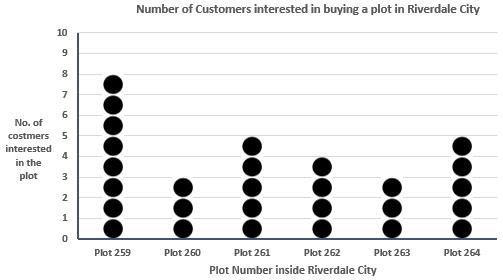 Number of Customers interested in buying a plot in Riverdale City
10
9
8
7
6
5
4
3
2
1
0
No. of
costmers
interested
in the
plot
Plot 259 Plot 260 Plot 261 Plot 262 Plot 263 Plot 264
Plot Number inside Riverdale City